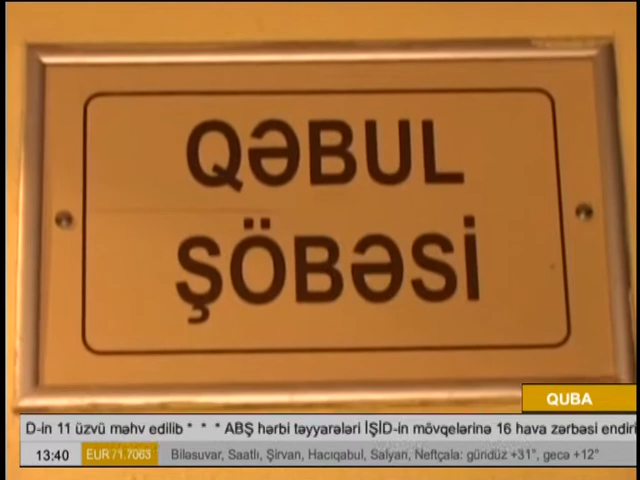 QƏBUL
ŞÖBƏSİ
QUBA
D-in 11 üzvü məhv edilib * * * ABŞ hərbi təyyarələri İŞİD-in mövqelərinə 16 hava zərbəsi endiri
13:40 EUR 71.7063 Biləsuvar, Saatlı, Şirvan, Hacıqabul, Salyan, Neftçala: gündüz +31°, gecə +12°